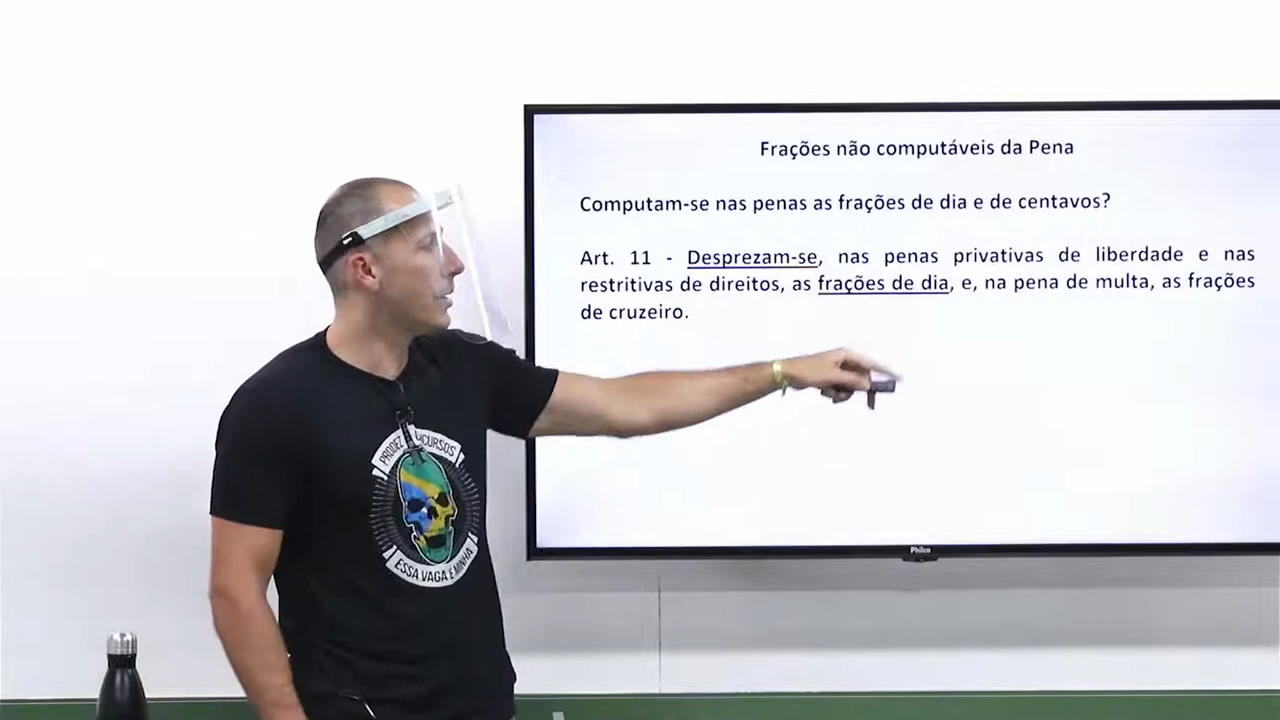 Frações não computáveis da Pena
Computam-se nas penas as frações de dia e de centavos?
Art. 11 - Desprezam-se, nas penas privativas de liberdade e nas
restritivas de direitos, as frações de dia, e, na pena de multa, as frações
de cruzeiro.
Philco
ESSA VAGA É MINHA